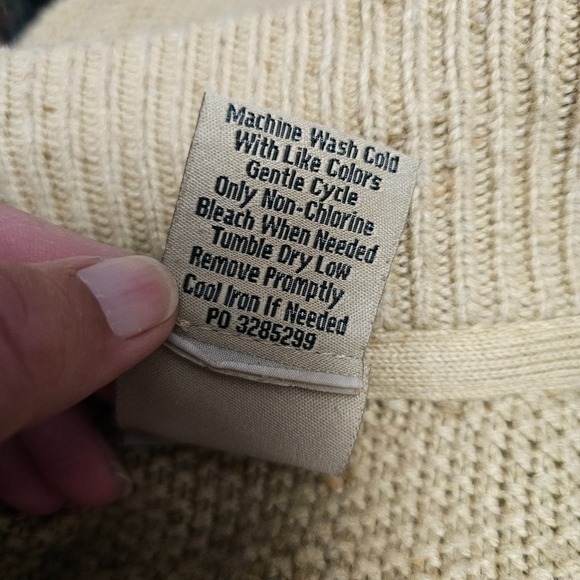 Machine Wash Cold
With Like Colors
Gentle Cycle
Only Non-Chlorine
Bleach When Needed
Tumble Dry Low
Remove Promptly
Cool Iron If Needed
PO 3285299